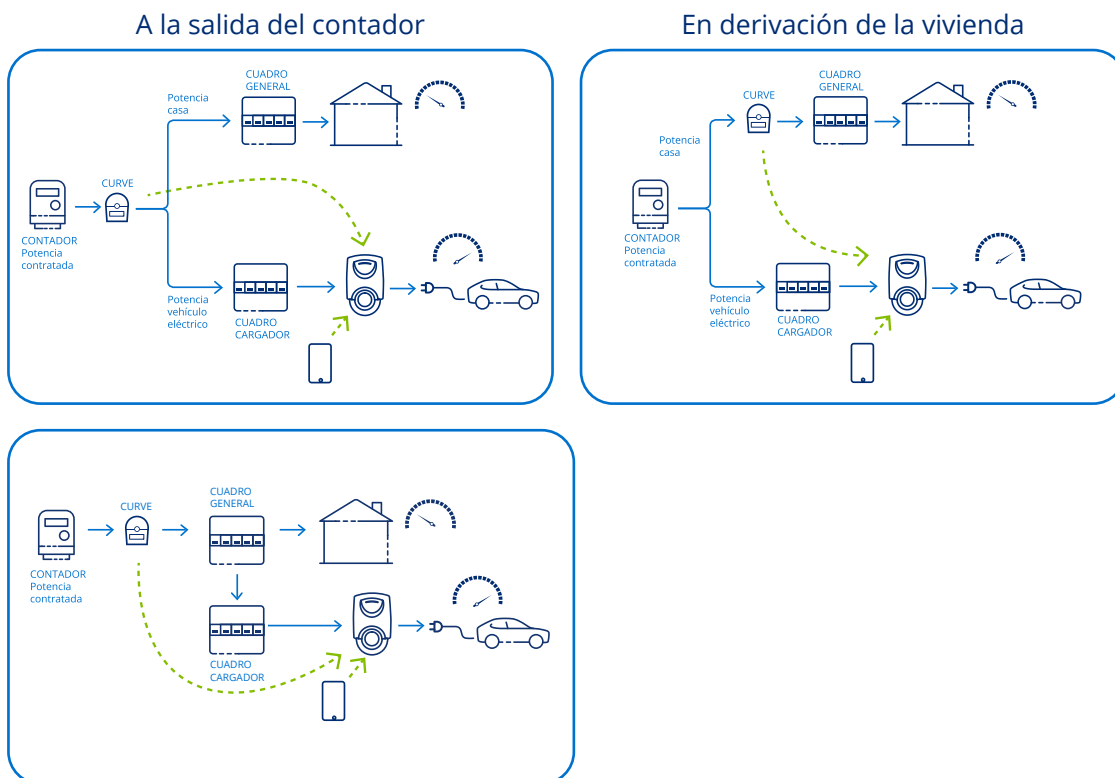 A la salida del contador
En derivación de la vivienda
CUADRO
GENERAL
Potencia
casa
CURVE
CONTADOR
Potencia
contratada
Potencia
vehículo
eléctrico
CUADRO
CARGADOR
CUADRO
GENERAL
CURVE
Potencia
casa
CONTADOR
Potencia
contratada
Potencia
vehículo
eléctrico
CUADRO
CARGADOR
CUADRO
GENERAL
CURVE
CONTADOR
Potencia
contratada
CUADRO
CARGADOR